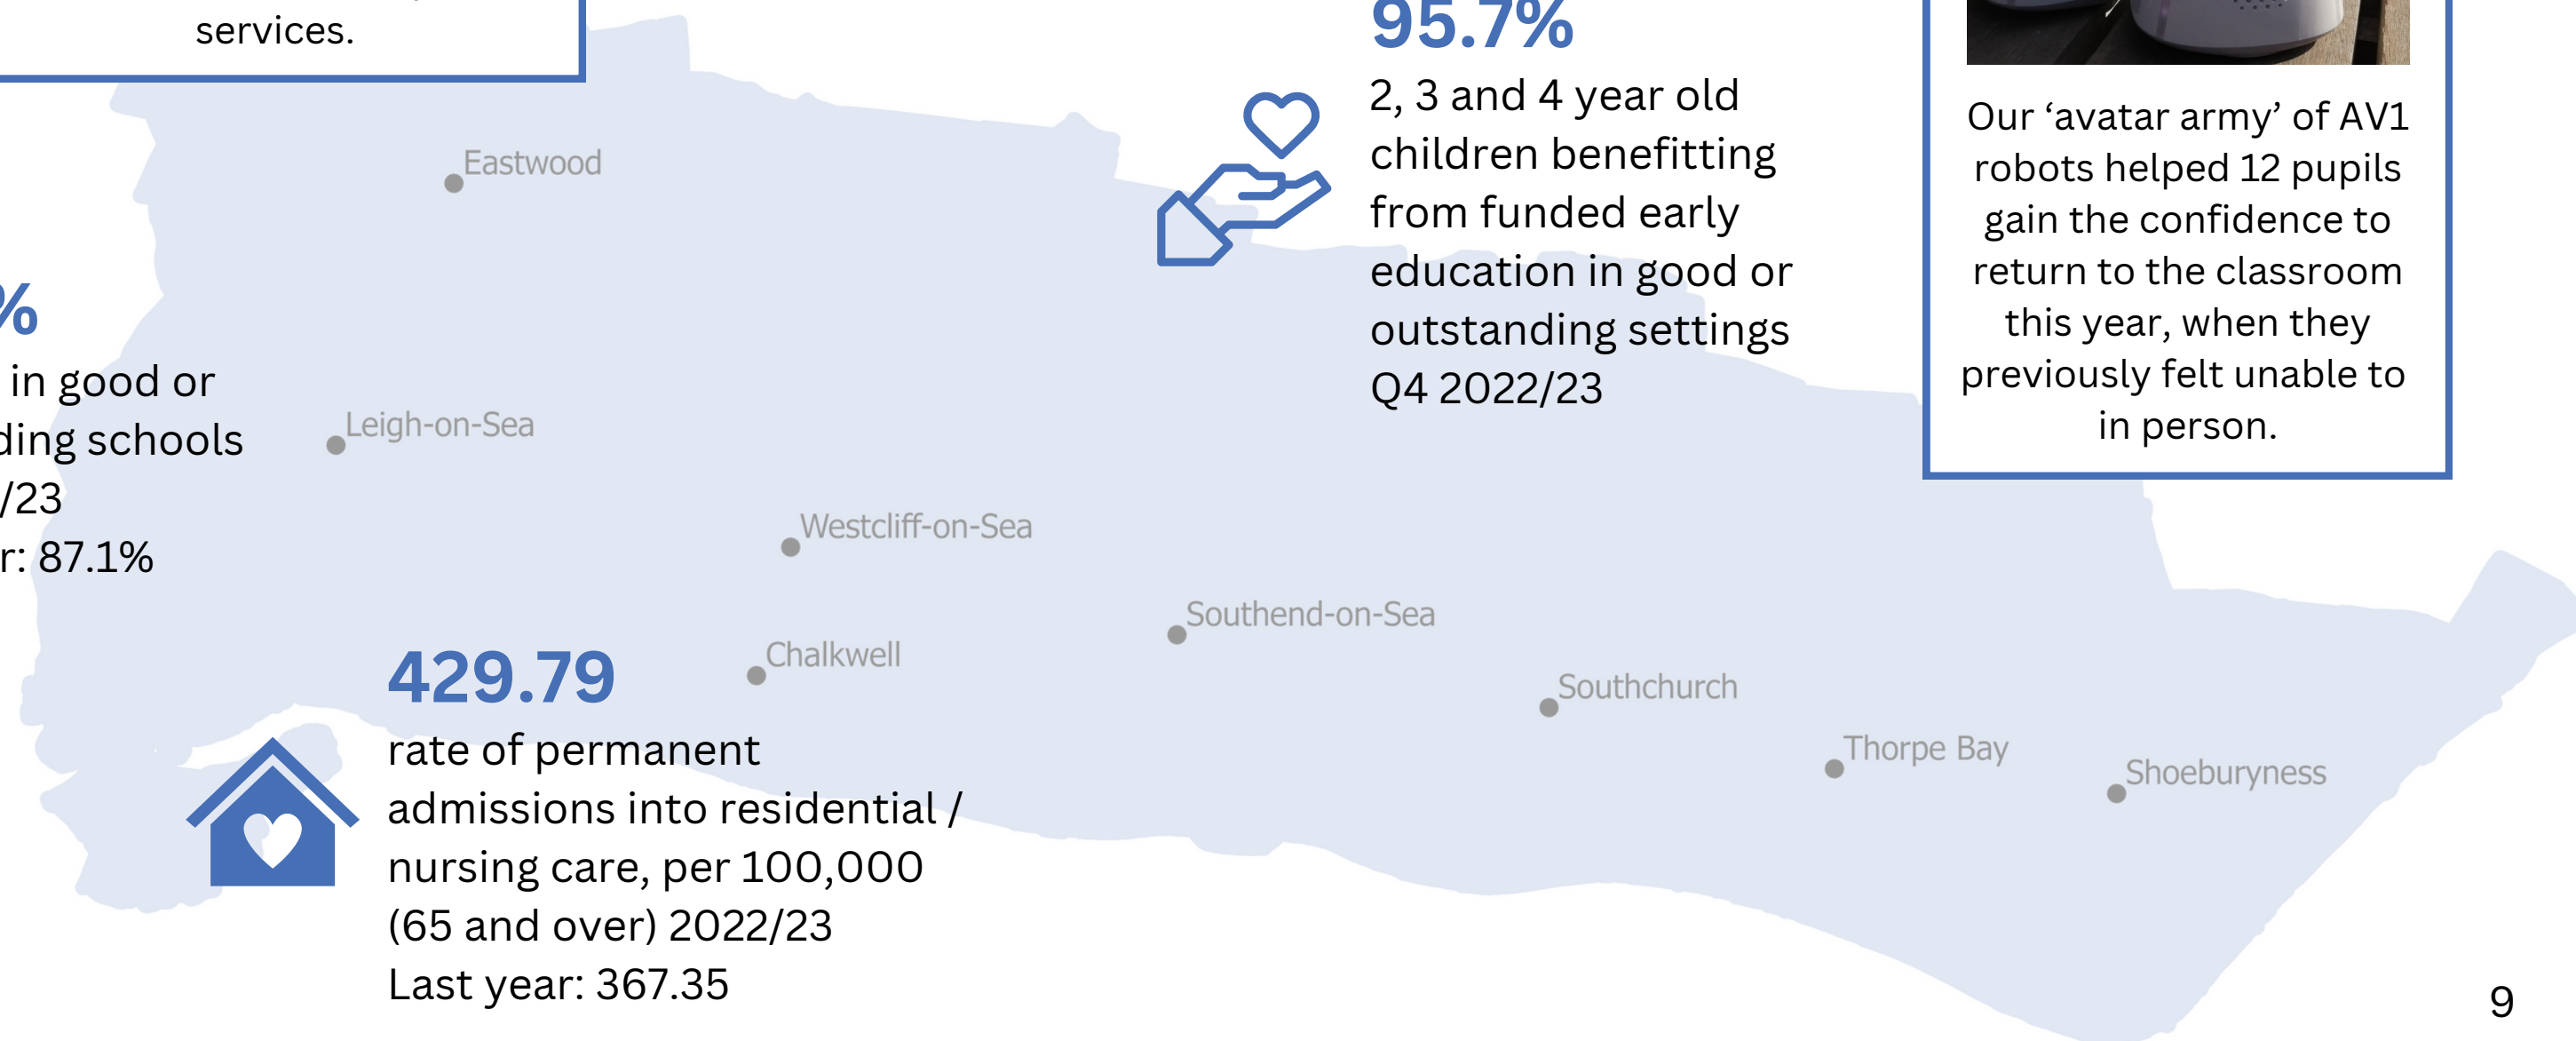 services.
95.7%
2, 3 and 4 year old
children benefitting
from funded early
education in good or
outstanding settings
Q4 2022/23
Our ‘avatar army’ of AV1
robots helped 12 pupils
gain the confidence to
return to the classroom
this year, when they
previously felt unable to
in person.
Eastwood
%
in good or
ding schools
/23
r: 87.1%
Leigh-on-Sea
Westcliff-on-Sea
Southend-on-Sea
Chalkwell
Southchurch
Thorpe Bay
Shoeburyness
429.79
rate of permanent
admissions into residential /
nursing care, per 100,000
(65 and over) 2022/23
Last year: 367.35
9